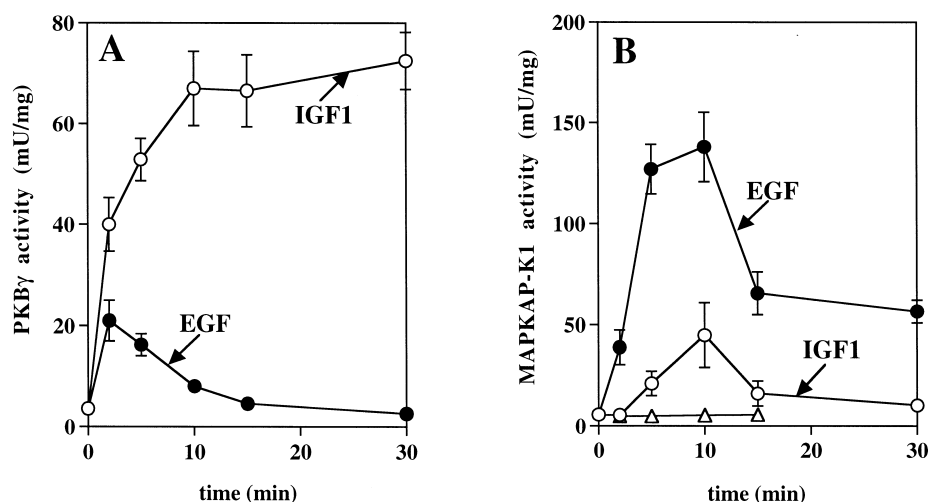 A
PKBγ activity (mU/mg)
80
60
40
20
0
IGF1
EGF
0
10
20
30
time (min)
B
MAPKAP-K1 activity (mU/mg)
200
150
100
50
0
EGF
IGF1
0
10
20
30
time (min)